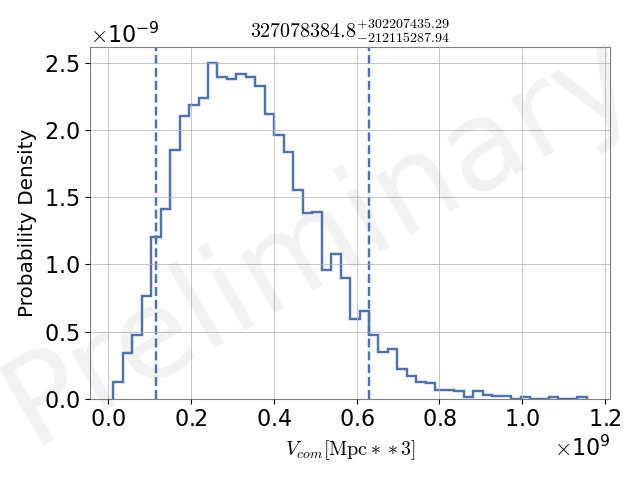 ×10⁻⁹ 327078384.8^{+302207435.29}_{-212115287.94}
2.5
2.0
1.5
1.0
0.5
0.0
Probability Density
Preliminary
0.0 0.2 0.4 0.6 0.8 1.0 1.2
V_{com}[Mpc * *3] ×10⁹